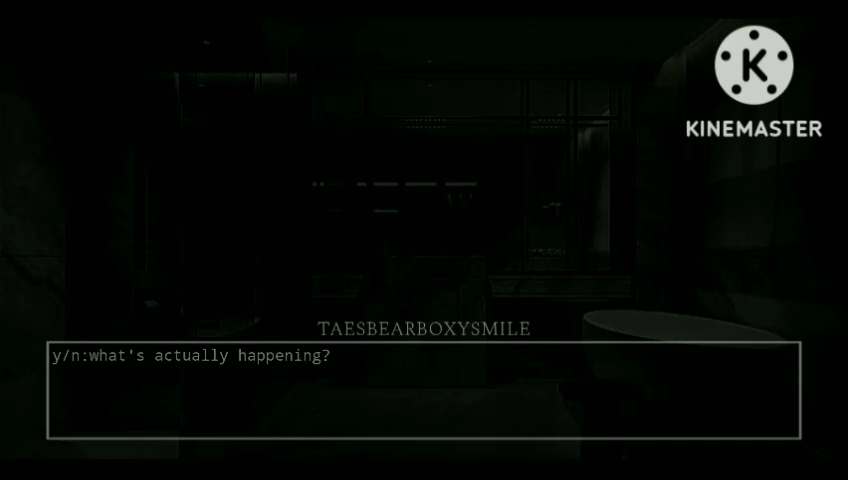 K
KINEMASTER
TAESBEARBOXYSMILE
y/n:what's actually happening?